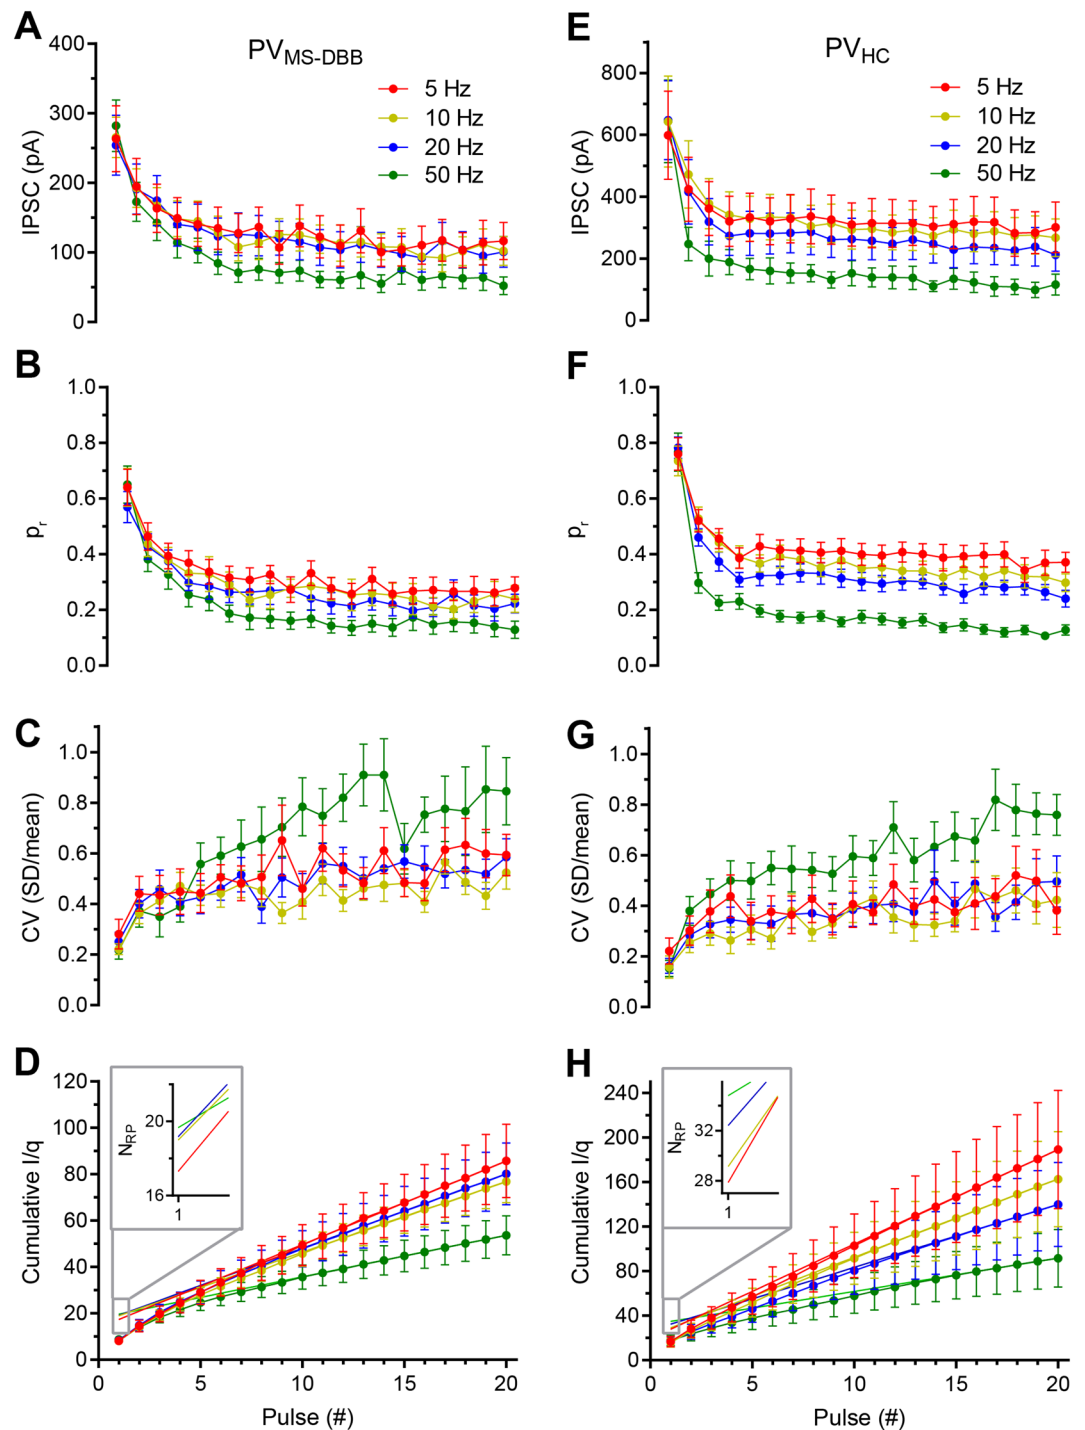 A
PV_MS-DBB
400
300
200
100
0
IPSC (pA)
5 Hz
10 Hz
20 Hz
50 Hz
E
PV_HC
800
600
400
200
0
IPSC (pA)
5 Hz
10 Hz
20 Hz
50 Hz
B
1.0
0.8
0.6
0.4
0.2
0.0
p_r
F
1.0
0.8
0.6
0.4
0.2
0.0
C
1.0
0.8
0.6
0.4
0.2
0.0
CV (SD/mean)
G
1.0
0.8
0.6
0.4
0.2
0.0
CV (SD/mean)
D
120
100
80
60
40
20
0
Cumulative I/q
N_RP
20
16
1
0 5 10 15 20
Pulse (#)
H
240
200
160
120
80
40
0
Cumulative I/q
N_RP
32
28
1
0 5 10 15 20
Pulse (#)